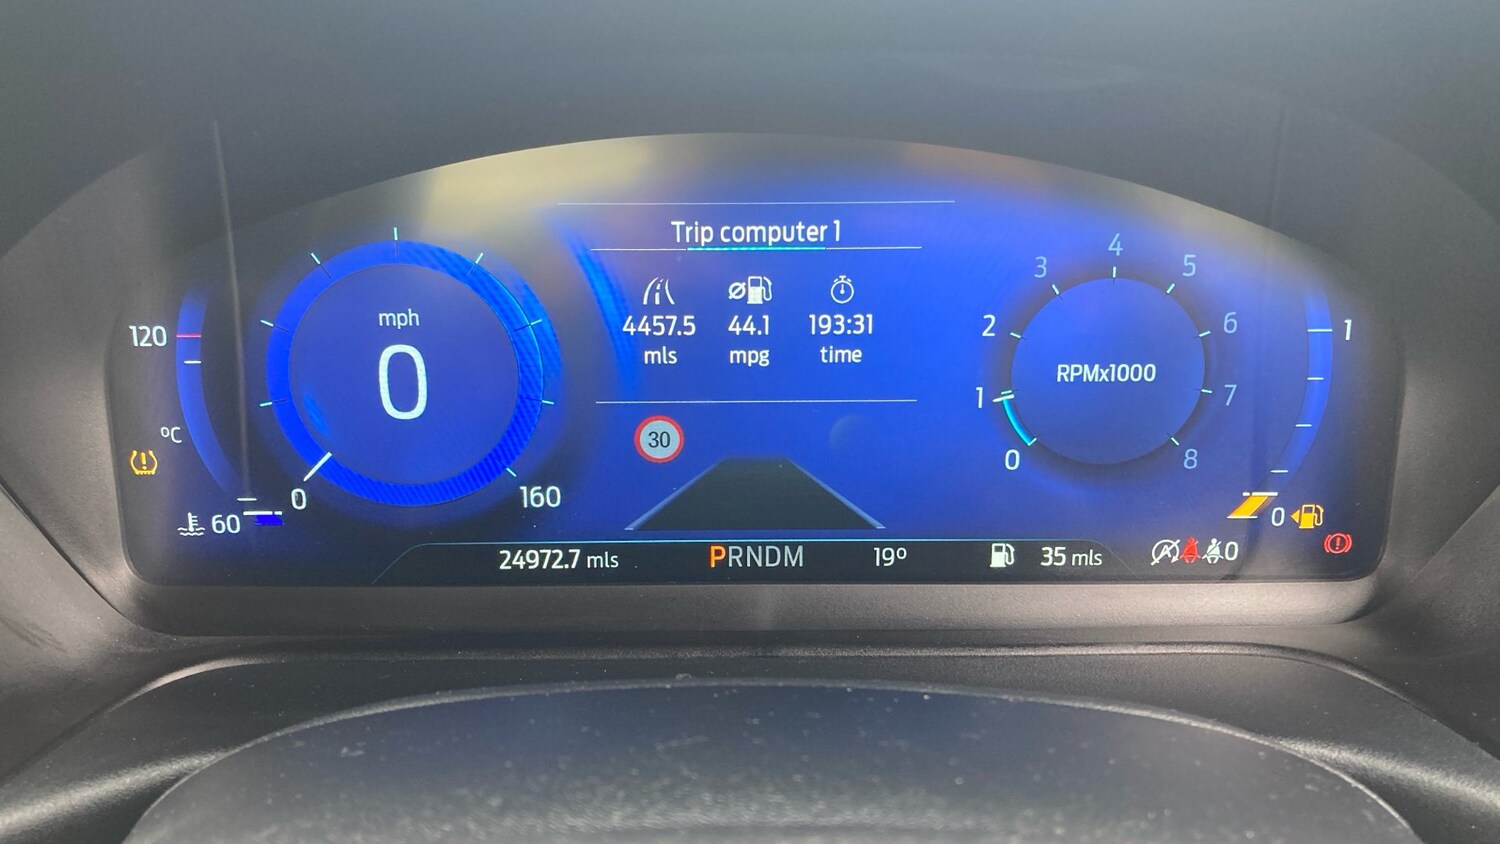 Trip computer 1
4457.5 44.1 193:31
mls mpg time
mph
0
120
ºC
60
0
160
30
RPMx1000
0 1 2 3 4 5 6 7 8
1
0
24972.7 mls PRNDM 19º 35 mls 0